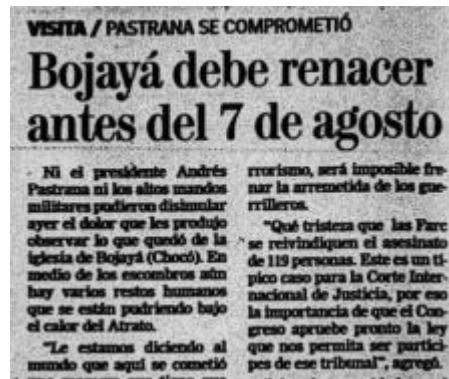 VISITA / PASTRANA SE COMPROMETIÓ
Bojayá debe renacer
antes del 7 de agosto
Ni el presidente Andrés
Pastrana ni los altos mandos
militares pudieron disimular
ayer el dolor que les produjo
observar lo que quedó de la
iglesia de Bojayá (Chocó). En
medio de los escombros aún
hay varios restos humanos
que se están pudriendo bajo
el calor del Atrato.
"Le estamos diciendo al
mundo que aquí se cometió
rrorismo, será imposible fre-
nar la arremetida de los gue-
rrilleros.
"Qué tristeza que las Farc
se reivindiquen el asesinato
de 119 personas. Este es un tí-
pico caso para la Corte Inter-
nacional de Justicia, por eso
la importancia de que el Con-
greso apruebe pronto la ley
que nos permita ser partíci-
pes de ese tribunal", agregó.